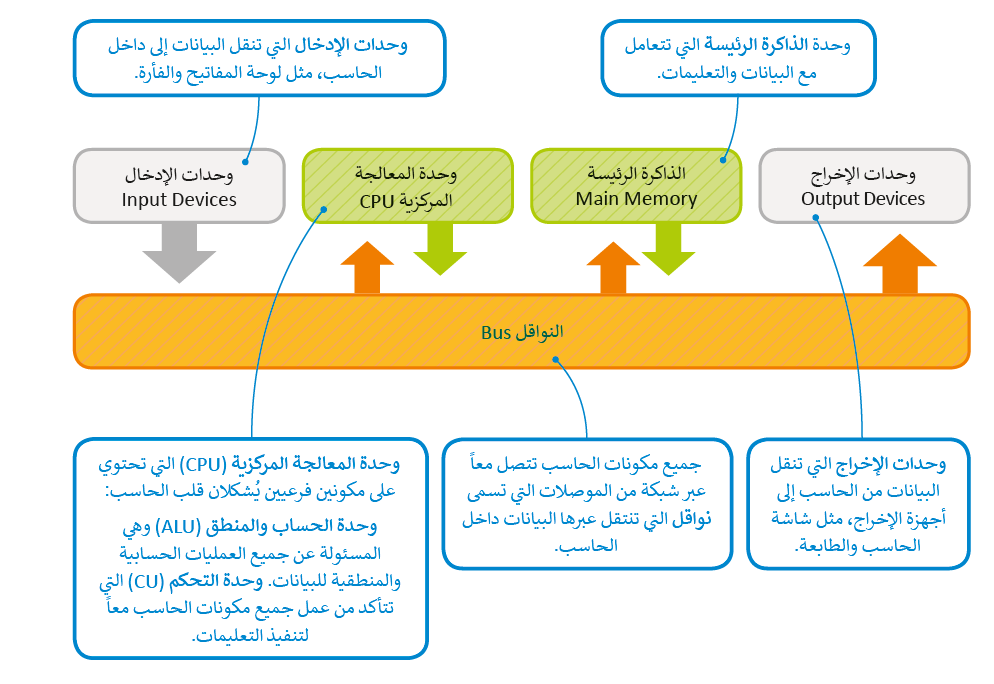 وحدة الذاكرة الرئيسة التي تتعامل
مع البيانات والتعليمات.
وحدات الإدخال التي تنقل البيانات إلى داخل
الحاسب، مثل لوحة المفاتيح والفأرة.
وحدات الإخراج
Output Devices
الذاكرة الرئيسة
Main Memory
وحدة المعالجة
المركزية CPU
وحدات الإدخال
Input Devices
النواقل Bus
وحدات الإخراج التي تنقل
البيانات من الحاسب إلى
أجهزة الإخراج، مثل شاشة
الحاسب والطابعة.
جميع مكونات الحاسب تتصل معاً
عبر شبكة من الموصلات التي تسمى
نواقل التي تنتقل عبرها البيانات داخل
الحاسب.
وحدة المعالجة المركزية (CPU) التي تحتوي
على مكونين فرعيين يُشكلان قلب الحاسب:
وحدة الحساب والمنطق (ALU) وهي
المسئولة عن جميع العمليات الحسابية
والمنطقية للبيانات. وحدة التحكم (CU) التي
تتأكد من عمل جميع مكونات الحاسب معاً
لتنفيذ التعليمات.